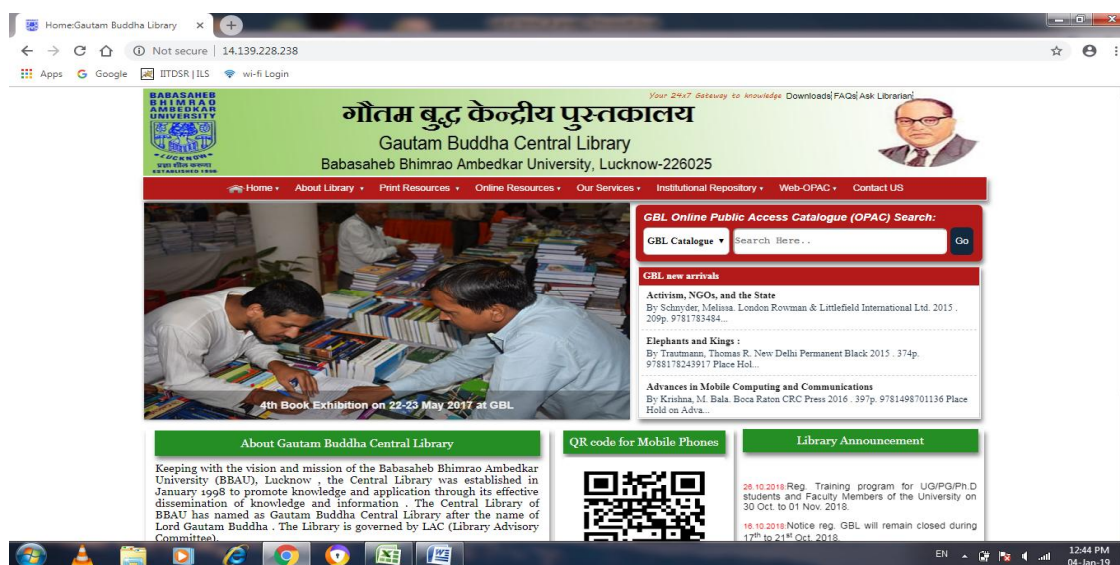 Home:Gautam Buddha Library
Not secure | 14.139.228.238
Apps Google IITDSR | ILS wi-fi Login
BABASAHEB
BHIMRAO
AMBEDKAR
UNIVERSITY
LUCKNOW
प्रज्ञा शील करुणा
ESTABLISHED 1996
Your 24x7 Gateway to knowledge Downloads| FAQs| Ask Librarian|
गौतम बुद्ध केन्द्रीय पुस्तकालय
Gautam Buddha Central Library
Babasaheb Bhimrao Ambedkar University, Lucknow-226025
Home About Library Print Resources Online Resources Our Services Institutional Repository Web-OPAC Contact US
4th Book Exhibition on 22-23 May 2017 at GBL
GBL Online Public Access Catalogue (OPAC) Search:
GBL Catalogue Search Here.. Go
GBL new arrivals
Activism, NGOs, and the State
By Schnyder, Melissa. London Rowman & Littlefield International Ltd. 2015 .
209p. 9781783484...
Elephants and Kings :
By Trautmann, Thomas R. New Delhi Permanent Black 2015 . 374p.
9788178243917 Place Hol...
Advances in Mobile Computing and Communications
By Krishna, M. Bala. Boca Raton CRC Press 2016 . 397p. 9781498701136 Place
Hold on Adva...
About Gautam Buddha Central Library
Keeping with the vision and mission of the Babasaheb Bhimrao Ambedkar
University (BBAU), Lucknow , the Central Library was established in
January 1998 to promote knowledge and application through its effective
dissemination of knowledge and information . The Central Library of
BBAU has named as Gautam Buddha Central Library after the name of
Lord Gautam Buddha . The Library is governed by LAC (Library Advisory
Committee).
QR code for Mobile Phones
Library Announcement
26.10.2018:Reg. Training program for UG/PG/Ph.D
students and Faculty Members of the University on
30 Oct. to 01 Nov. 2018.
16.10.2018:Notice reg. GBL will remain closed during
17th to 21st Oct. 2018.
EN
12:44 PM
04-Jan-19